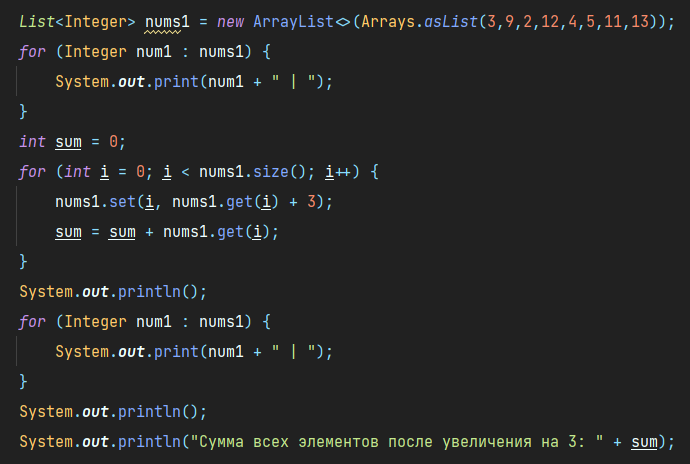 List<Integer> nums1 = new ArrayList<>(Arrays.asList(3,9,2,12,4,5,11,13));
for (Integer num1 : nums1) {
    System.out.print(num1 + " | ");
}
int sum = 0;
for (int i = 0; i < nums1.size(); i++) {
    nums1.set(i, nums1.get(i) + 3);
    sum = sum + nums1.get(i);
}
System.out.println();
for (Integer num1 : nums1) {
    System.out.print(num1 + " | ");
}
System.out.println();
System.out.println("Сумма всех элементов после увеличения на 3: " + sum);